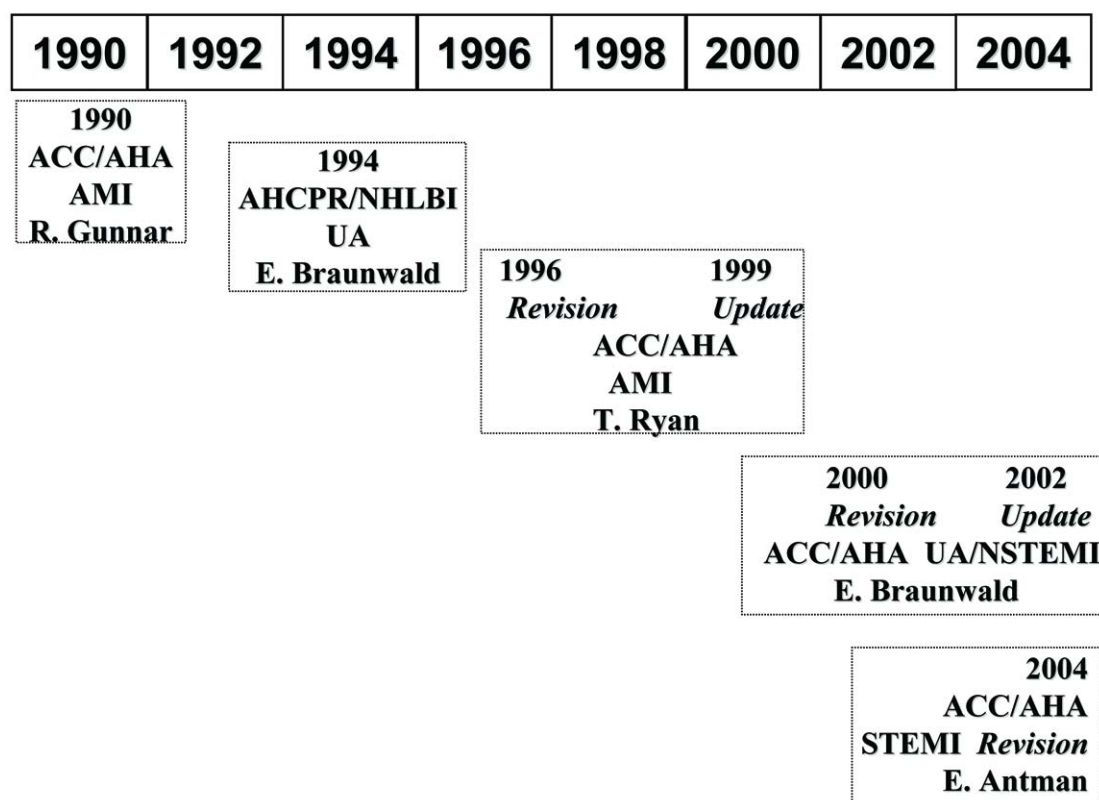 1990 1992 1994 1996 1998 2000 2002 2004
1990
ACC/AHA
AMI
R. Gunnar
1994
AHCPR/NHLBI
UA
E. Braunwald
1996 1999
Revision Update
ACC/AHA
AMI
T. Ryan
2000 2002
Revision Update
ACC/AHA UA/NSTEMI
E. Braunwald
2004
ACC/AHA
STEMI Revision
E. Antman